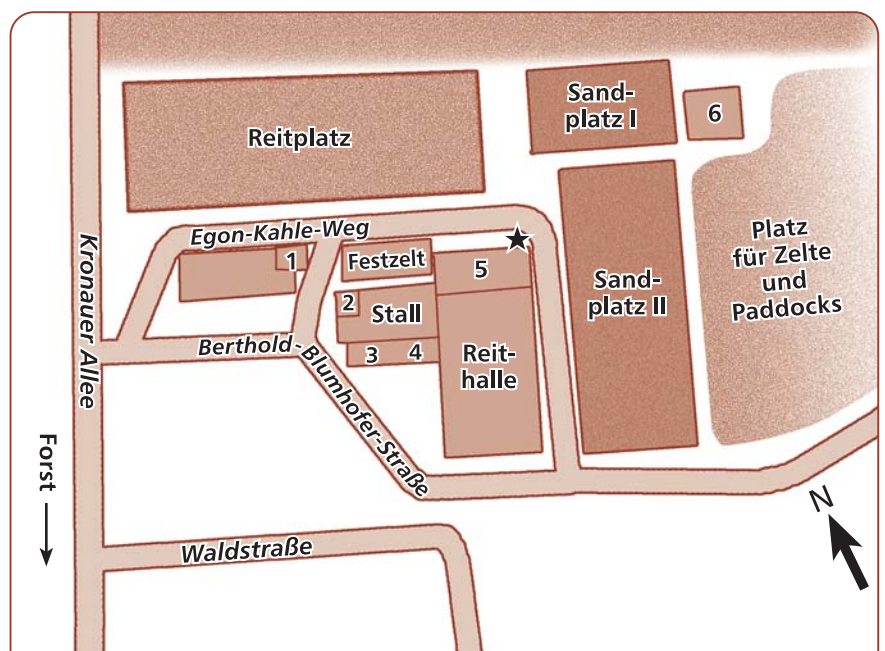 Reitplatz
Sand-
platz I
6
Egon-Kahle-Weg
1
Festzelt
5
Platz
für Zelte
und
Paddocks
Sand-
platz II
2
Stall
3
4
Reit-
halle
Kronauer Allee
Berthold-Blumhofer-Straße
Forst
N
Waldstraße